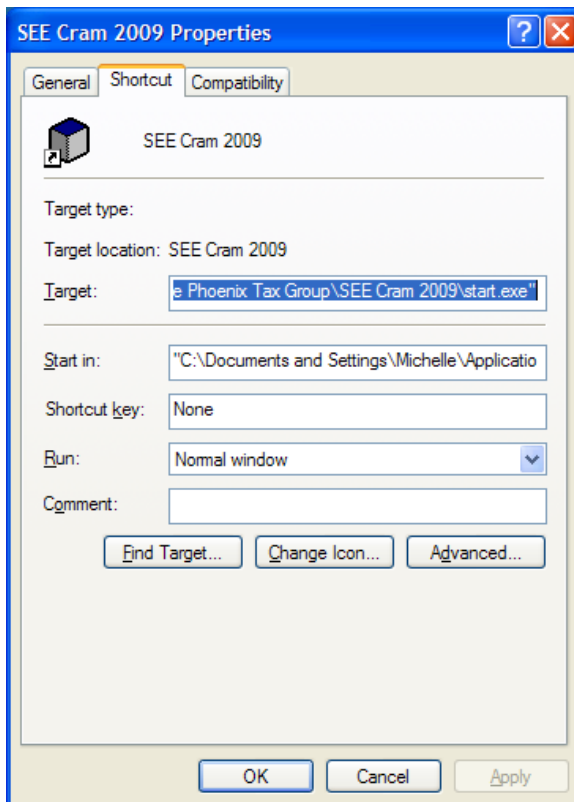 SEE Cram 2009 Properties
General Shortcut Compatibility
SEE Cram 2009
Target type:
Target location: SEE Cram 2009
Target: e Phoenix Tax Group\SEE Cram 2009\start.exe"
Start in: "C:\Documents and Settings\Michelle\Applicatio
Shortcut key: None
Run: Normal window
Comment:
Find Target... Change Icon... Advanced...
OK Cancel Apply